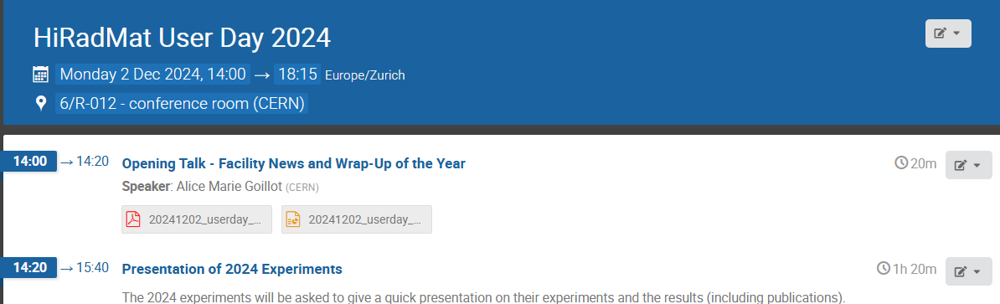 HiRadMat User Day 2024
Monday 2 Dec 2024, 14:00 → 18:15 Europe/Zurich
6/R-012 - conference room (CERN)
14:00 → 14:20 Opening Talk - Facility News and Wrap-Up of the Year 20m
Speaker: Alice Marie Goillot (CERN)
20241202_userday_... 20241202_userday_...
14:20 → 15:40 Presentation of 2024 Experiments 1h 20m
The 2024 experiments will be asked to give a quick presentation on their experiments and the results (including publications).